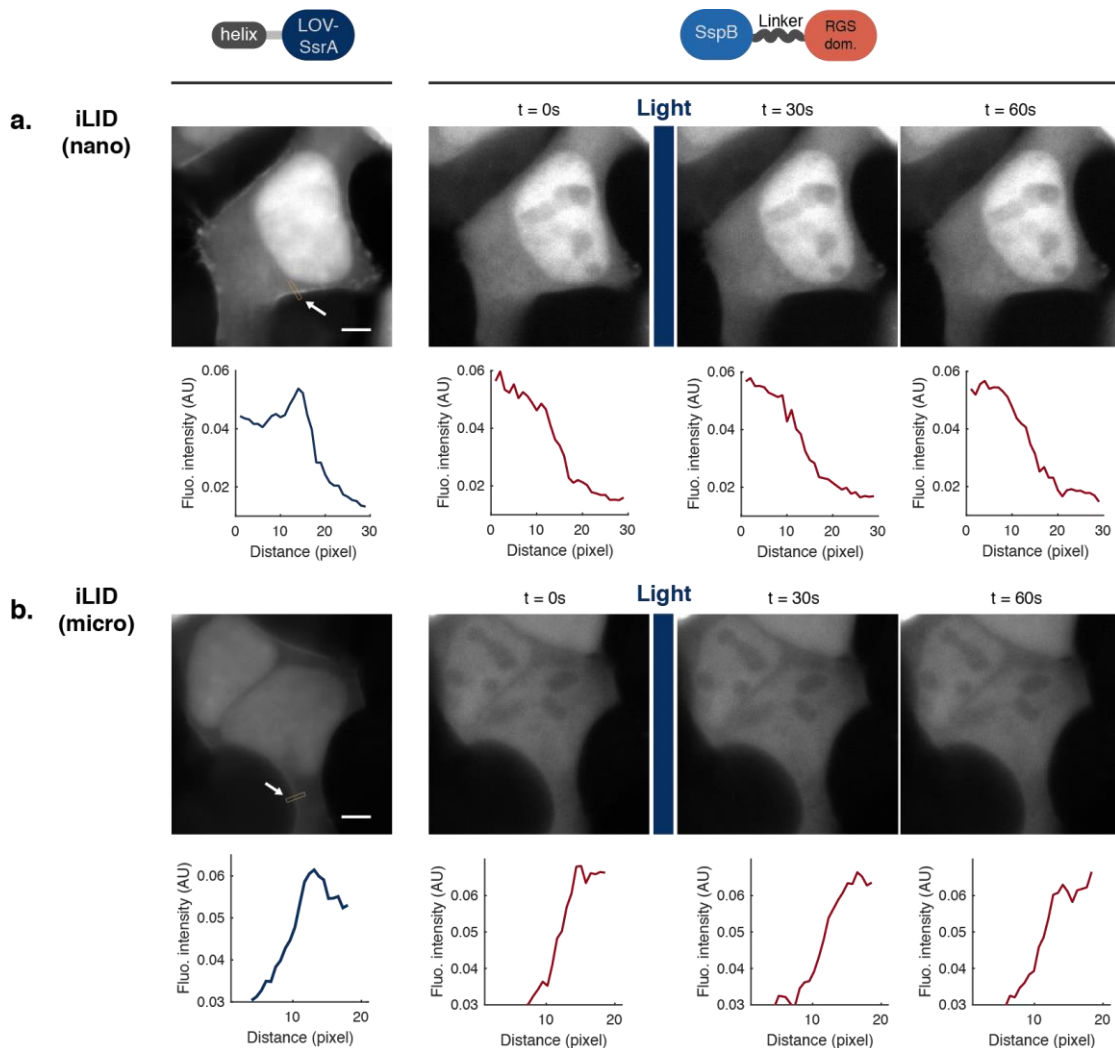 helix
LOV-
SsrA
SspB
Linker
RGS
dom.
a.
iLID
(nano)
t = 0s
Light
t = 30s
t = 60s
Fluo. intensity (AU)
0.06
0.04
0.02
0 10 20 30
Distance (pixel)
Fluo. intensity (AU)
0.06
0.04
0.02
0 10 20 30
Distance (pixel)
Fluo. intensity (AU)
0.06
0.04
0.02
0 10 20 30
Distance (pixel)
Fluo. intensity (AU)
0.06
0.04
0.02
0 10 20 30
Distance (pixel)
b.
iLID
(micro)
t = 0s
Light
t = 30s
t = 60s
Fluo. intensity (AU)
0.06
0.05
0.04
0.03
10 20
Distance (pixel)
Fluo. intensity (AU)
0.06
0.05
0.04
0.03
10 20
Distance (pixel)
Fluo. intensity (AU)
0.06
0.05
0.04
0.03
10 20
Distance (pixel)
Fluo. intensity (AU)
0.06
0.05
0.04
0.03
10 20
Distance (pixel)